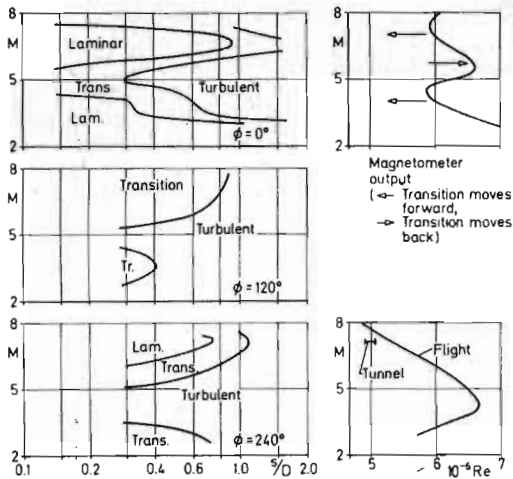 8
M
Laminar
5
Trans
Turbulent
Lam.
ϕ = 0°
2
8
M
5
2
Magnetometer
output
(← Transition moves
forward,
→ Transition moves
back)
8
Transition
M
5
Turbulent
Tr.
ϕ = 120°
2
8
M
Lam.
Trans.
5
Turbulent
Trans.
ϕ = 240°
2
0.1
0.2
0.4
0.6
1.0
s/D
2.0
8
M
Flight
Tunnel
5
2
5
6
10⁻⁶ Re
7